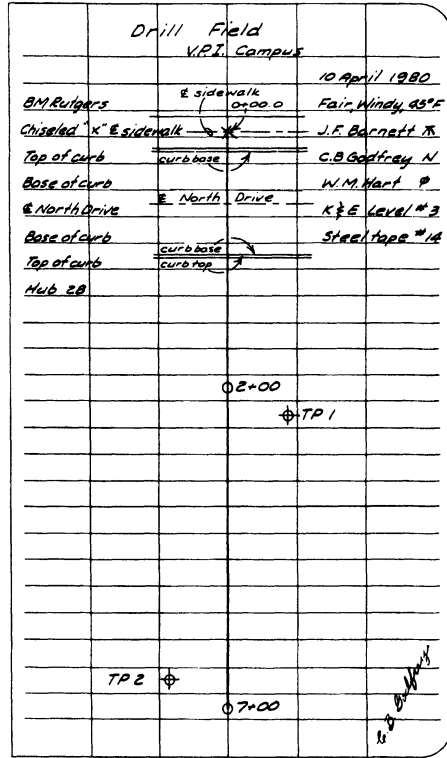 Drill Field
V.P.I. Campus
10 April 1980
℄ sidewalk
BM Rutgers 0+00.0 Fair, Windy, 45°F
Chiseled "x" ℄ sidewalk J.F. Barnett ⊼
Top of curb curb base C.B Godfrey N
Base of curb W.M. Hart φ
℄ North Drive ℄ North Drive K & E Level #3
Base of curb curb base Steel tape #14
Top of curb curb top
Hub 28
2+00
TP 1
TP 2
7+00
C. B. Godfrey